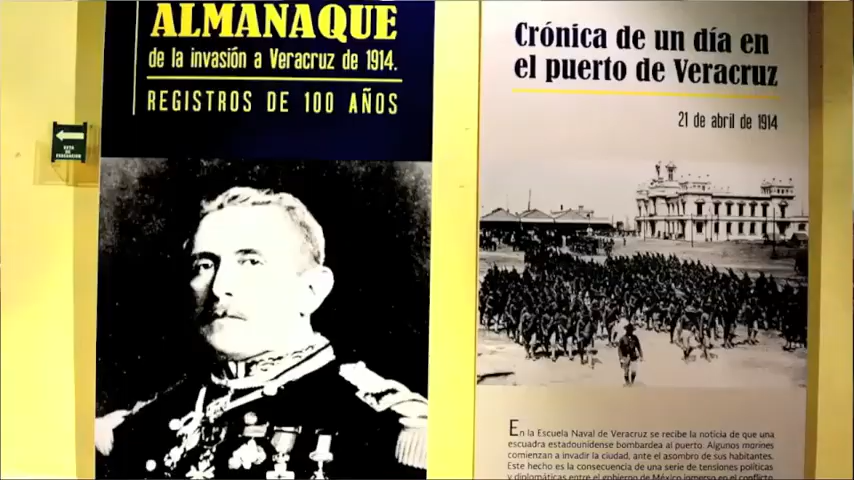 ALMANAQUE
de la invasión a Veracruz de 1914.
REGISTROS DE 100 AÑOS
RUTA
DE
EVACUACIÓN
Crónica de un día en
el puerto de Veracruz
21 de abril de 1914
En la Escuela Naval de Veracruz se recibe la noticia de que una
escuadra estadounidense bombardea al puerto. Algunos marines
comienzan a invadir la ciudad, ante el asombro de sus habitantes.
Este hecho es la consecuencia de una serie de tensiones políticas
y diplomáticas entre el gobierno de México inmerso en el conflicto